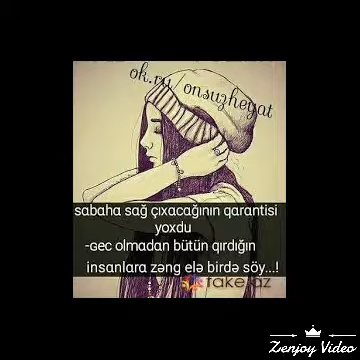 ok.ru/onsuzheyat
sabaha sağ çıxacağının qarantisi
yoxdu
-Gec olmadan bütün qırdığın
insanlara zəng elə birdə söy...!
fake.az
Zenjoy Video